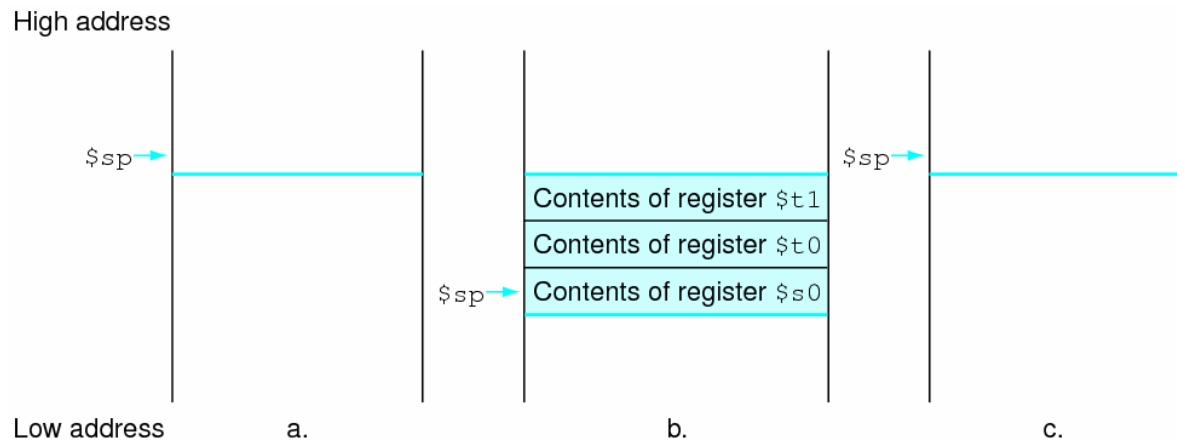 High address
$sp
$sp
Contents of register $t1
Contents of register $t0
$sp
Contents of register $s0
Low address
a.
b.
c.